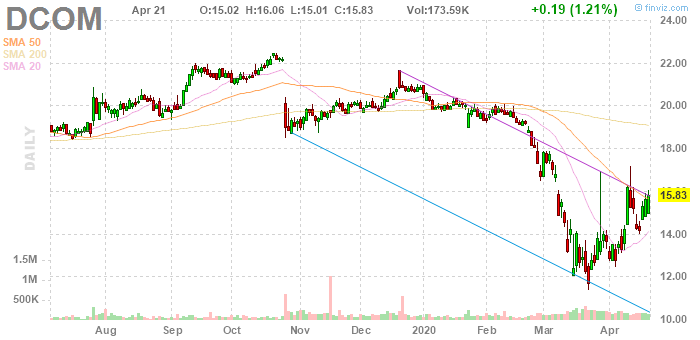 DCOM Apr 21 O:15.02 H:16.06 L:15.01 C:15.83 Vol:173.59K +0.19 (1.21%)
© finviz.com
SMA 50
SMA 200
SMA 20
DAILY
24.00
22.00
20.00
18.00
16.00
15.83
14.00
12.00
10.00
1.5M
1M
500K
Aug Sep Oct Nov Dec 2020 Feb Mar Apr